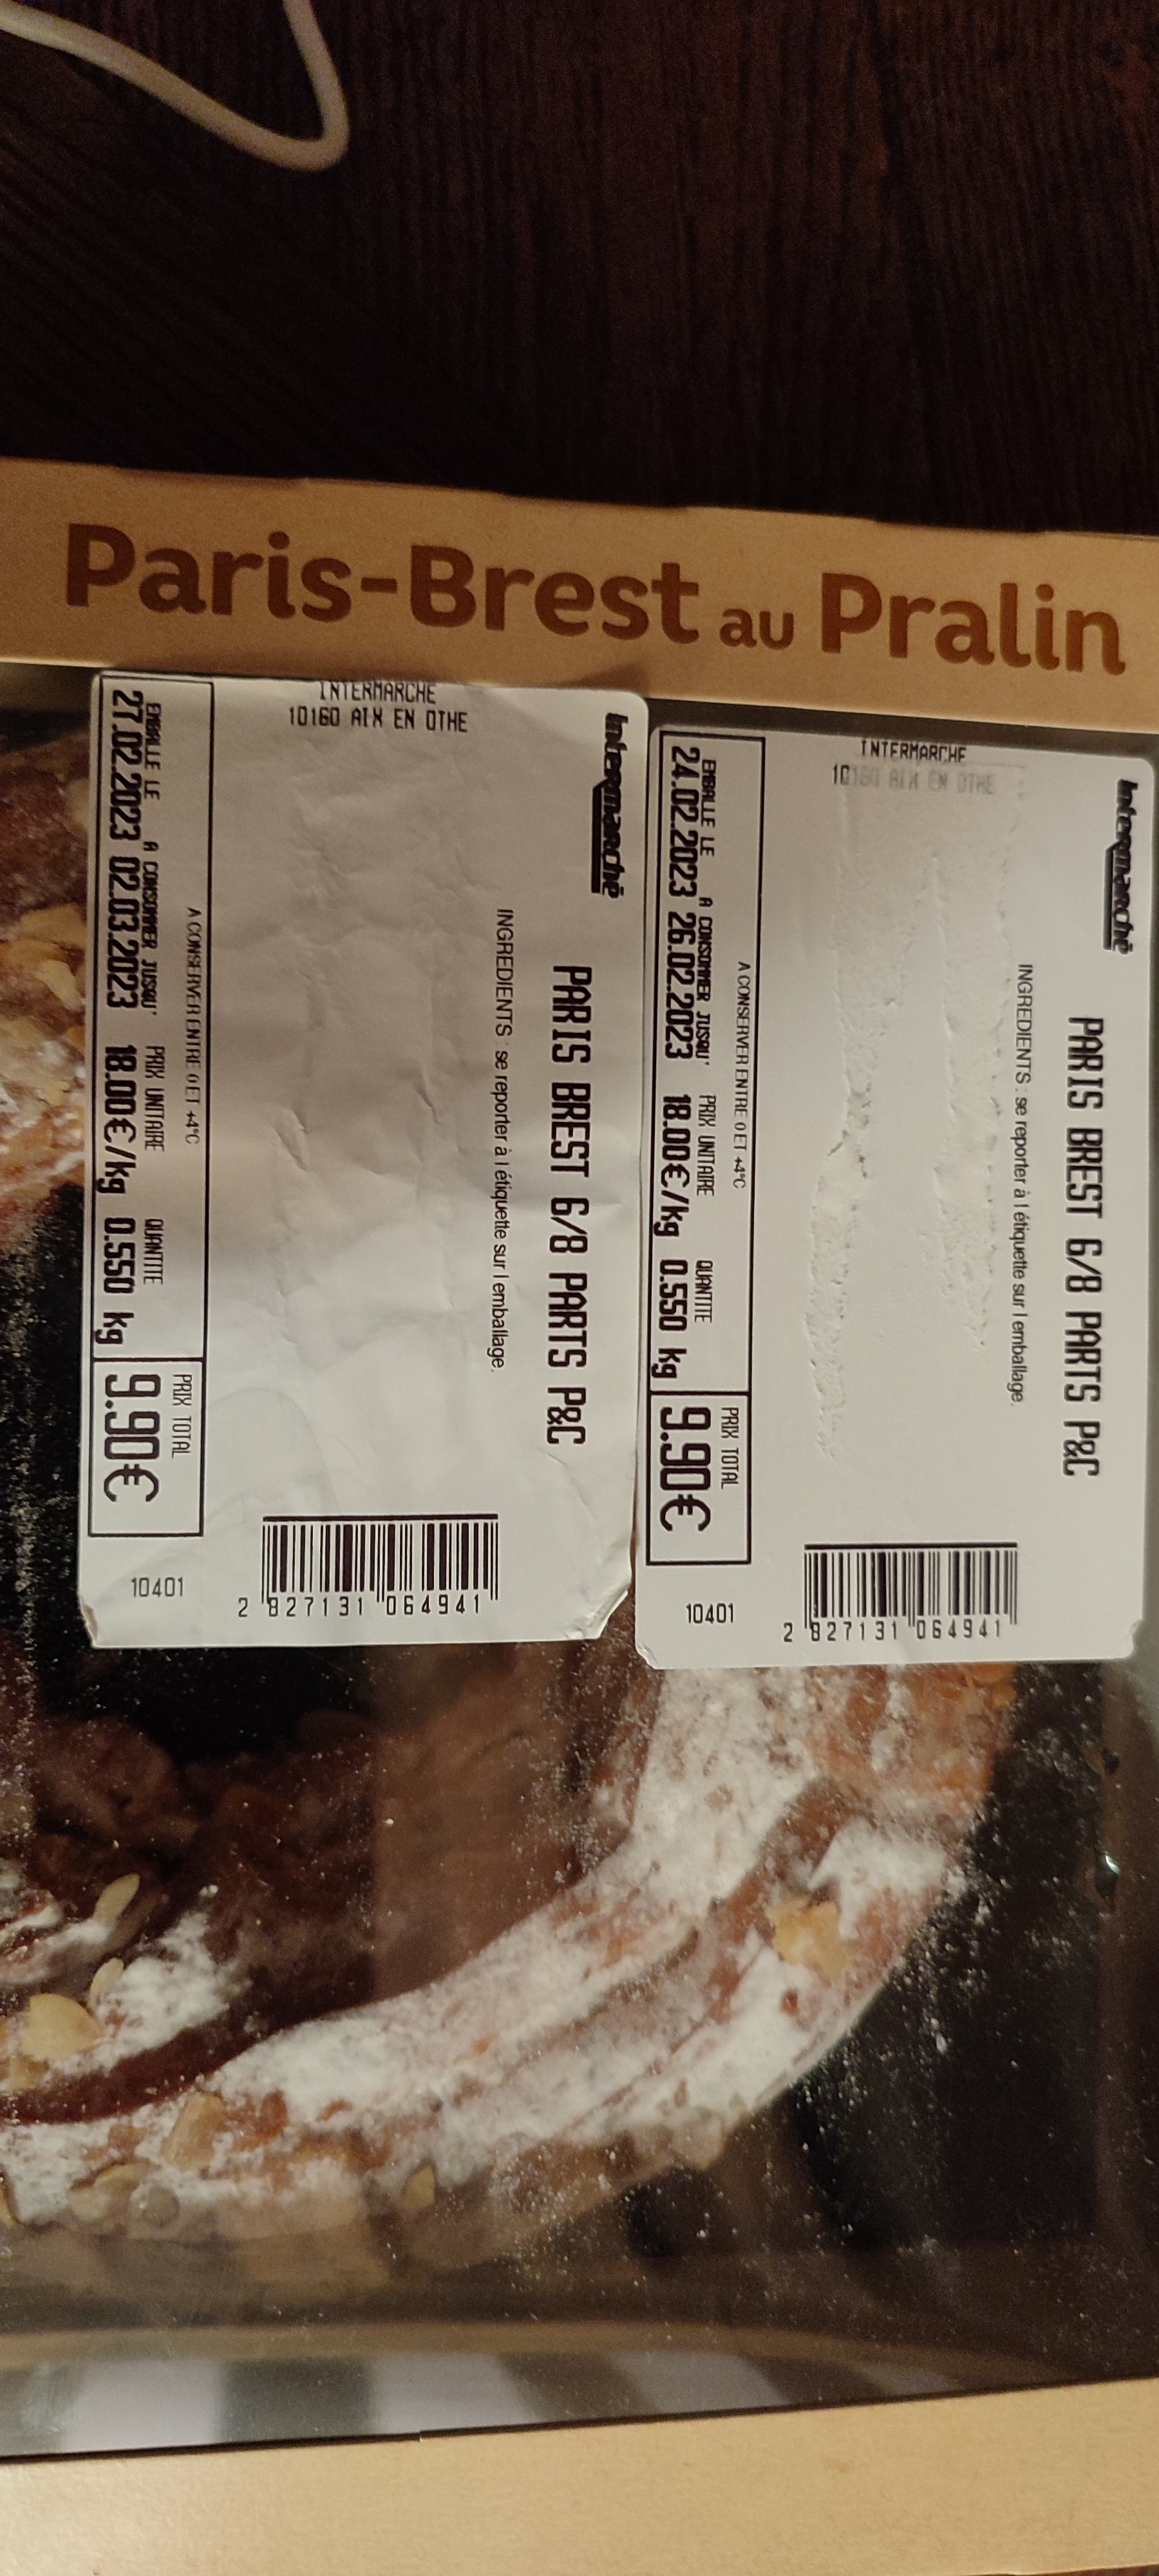 Paris-Brest au Pralin
Intermarché
PARIS BREST 6/8 PARTS P&C
INGREDIENTS : se reporter à l étiquette sur l emballage.
INTERMARCHE
10160 AIX EN OTHE
A CONSERVER ENTRE 0 ET +4°C
EMBALLE LE A CONSOMMER JUSQU' PRIX UNITAIRE QUANTITE PRIX TOTAL
24.02.2023 26.02.2023 18.00€/kg 0.550 kg 9.90€
2 827131 064941
10401
Intermarché
PARIS BREST 6/8 PARTS P&C
INGREDIENTS : se reporter à l étiquette sur l emballage.
INTERMARCHE
10160 AIX EN OTHE
A CONSERVER ENTRE 0 ET +4°C
EMBALLE LE A CONSOMMER JUSQU' PRIX UNITAIRE QUANTITE PRIX TOTAL
27.02.2023 02.03.2023 18.00€/kg 0.550 kg 9.90€
2 827131 064941
10401